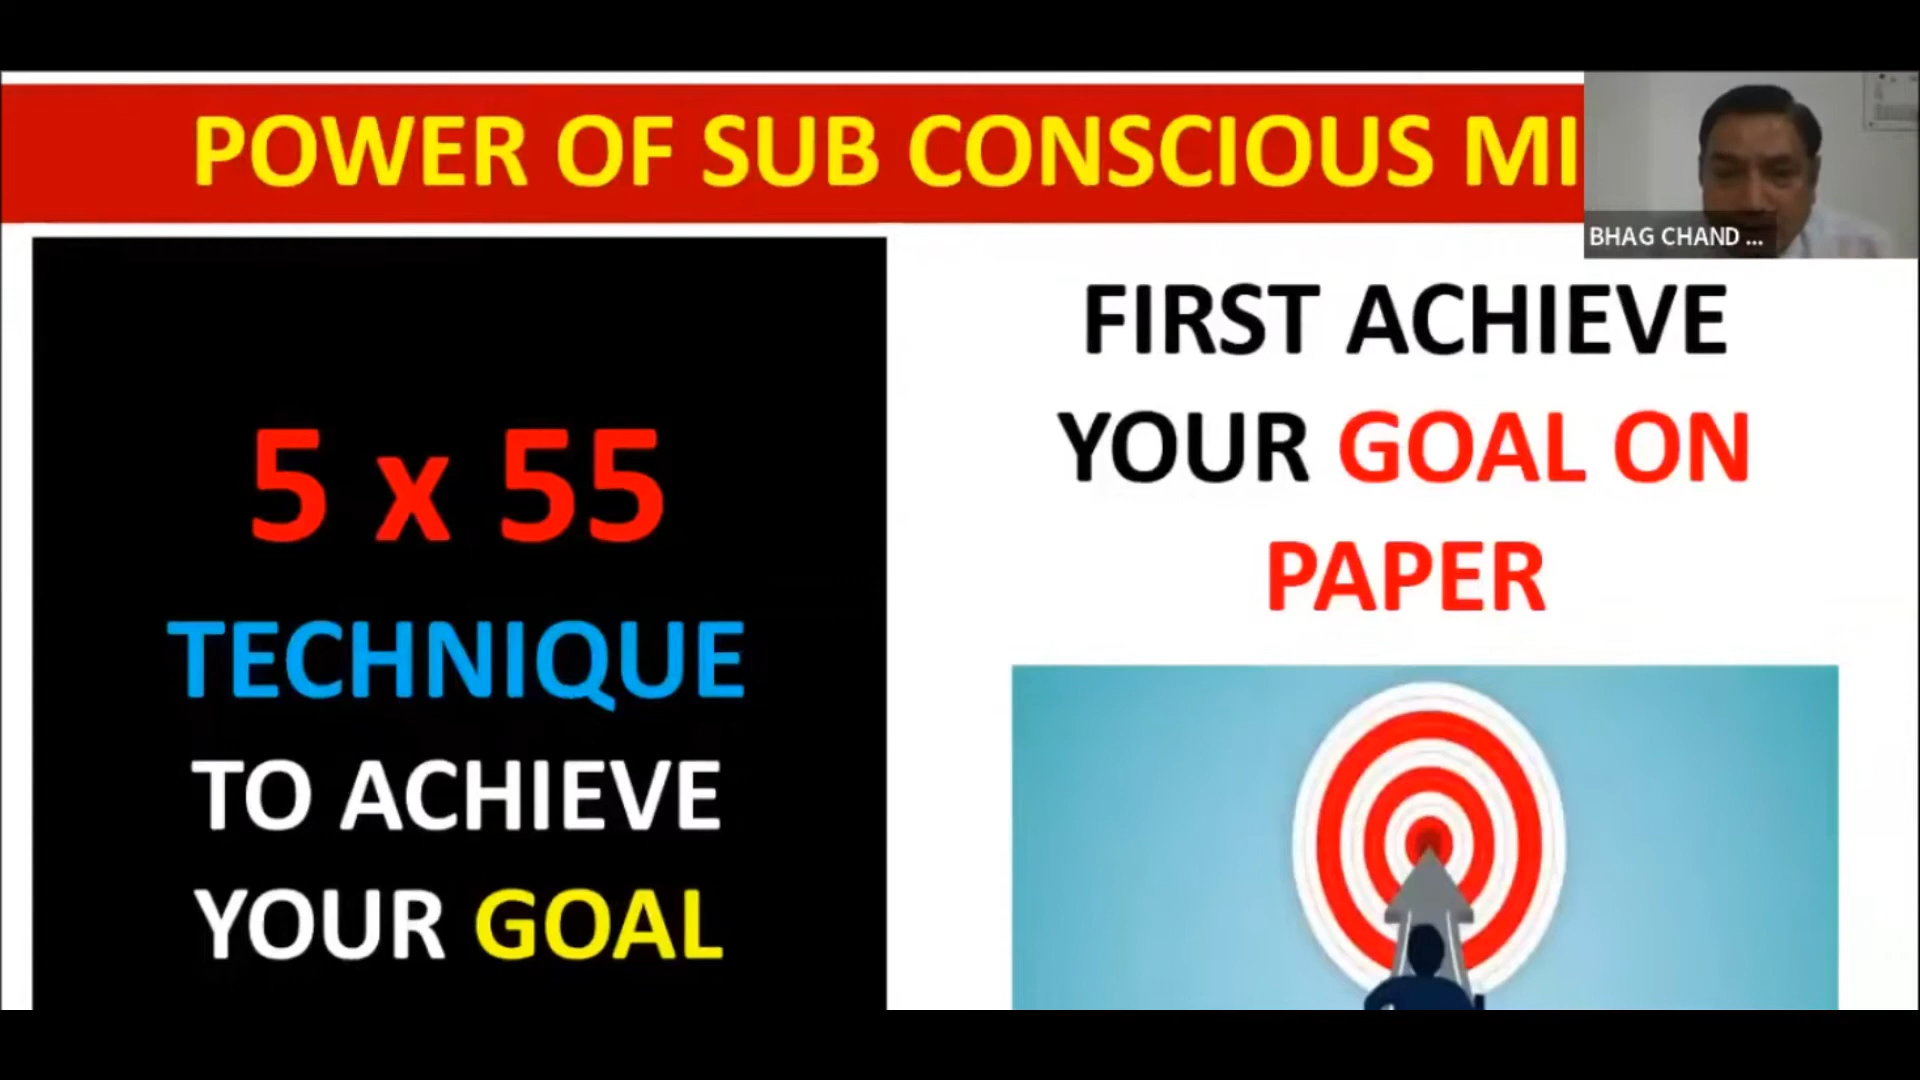 POWER OF SUB CONSCIOUS MI
BHAG CHAND ...
5 x 55
TECHNIQUE
TO ACHIEVE
YOUR GOAL
FIRST ACHIEVE
YOUR GOAL ON
PAPER